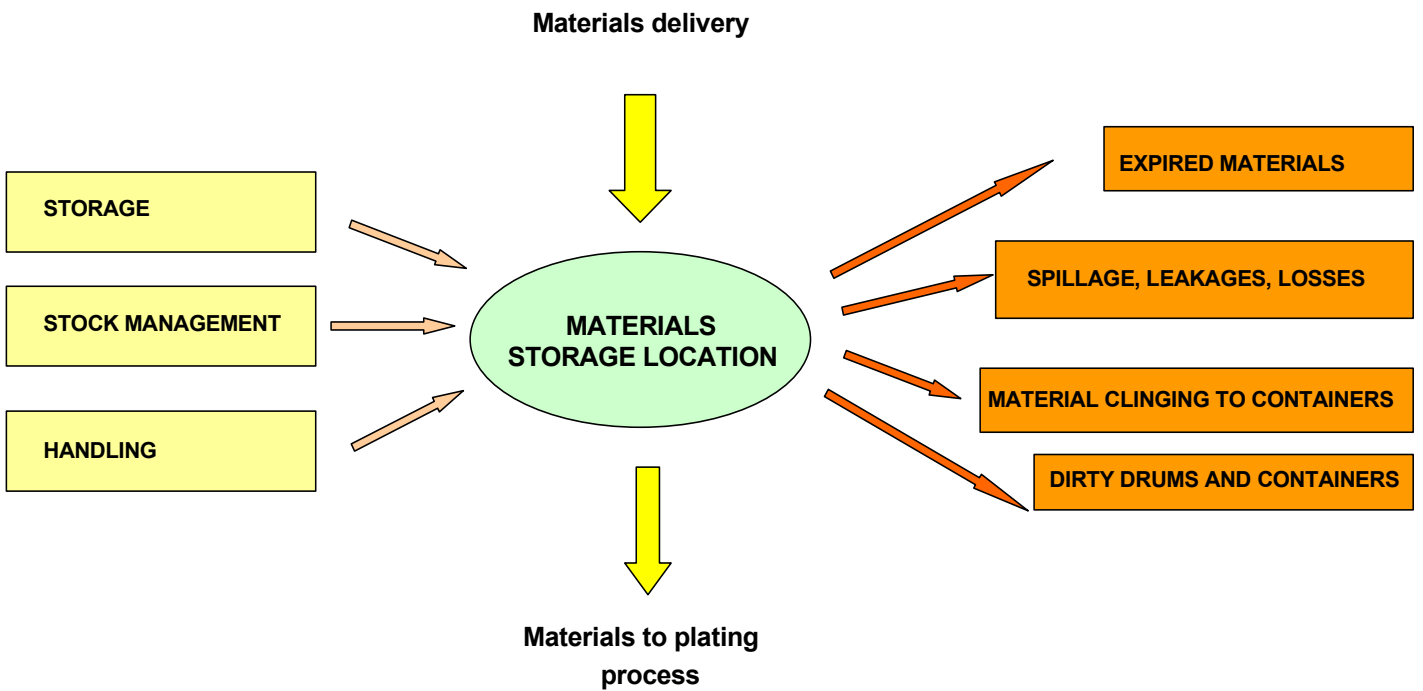 Materials delivery
EXPIRED MATERIALS
STORAGE
SPILLAGE, LEAKAGES, LOSSES
STOCK MANAGEMENT
MATERIALS
STORAGE LOCATION
MATERIAL CLINGING TO CONTAINERS
HANDLING
DIRTY DRUMS AND CONTAINERS
Materials to plating
process